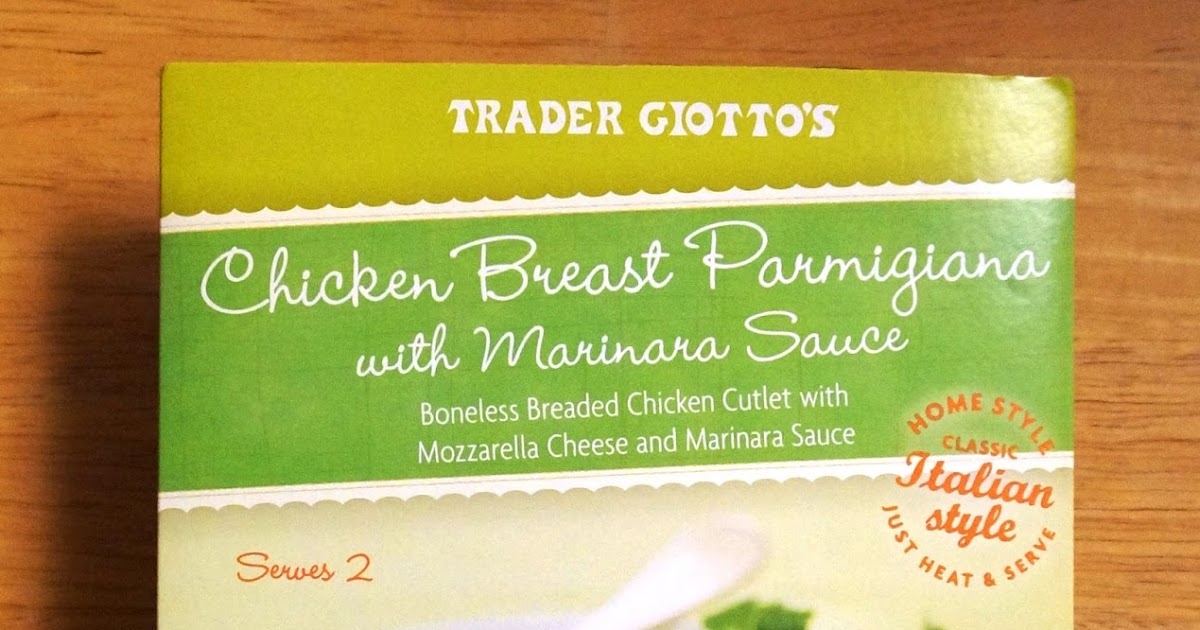 TRADER GIOTTO'S
Chicken Breast Parmigiana
with Marinara Sauce
Boneless Breaded Chicken Cutlet with
Mozzarella Cheese and Marinara Sauce
HOME STYLE
CLASSIC
Italian
style
JUST HEAT & SERVE
Serves 2